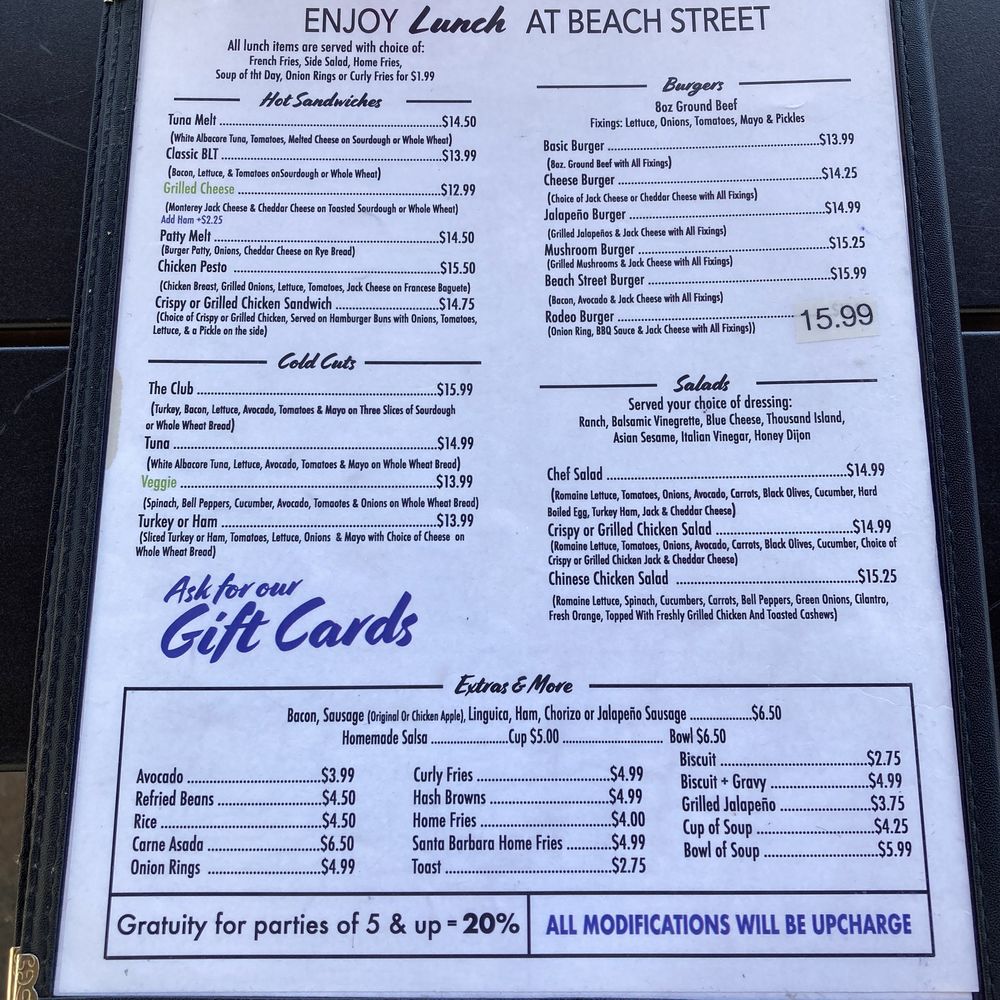 ENJOY Lunch AT BEACH STREET
All lunch items are served with choice of:
French Fries, Side Salad, Home Fries,
Soup of tht Day, Onion Rings or Curly Fries for $1.99
Hot Sandwiches
Tuna Melt $14.50
(White Albacore Tuna, Tomatoes, Melted Cheese on Sourdough or Whole Wheat)
Classic BLT $13.99
(Bacon, Lettuce, & Tomatoes onSourdough or Whole Wheat)
Grilled Cheese $12.99
(Monterey Jack Cheese & Cheddar Cheese on Toasted Sourdough or Whole Wheat)
Add Ham +$2.25
Patty Melt $14.50
(Burger Patty, Onions, Cheddar Cheese on Rye Bread)
Chicken Pesto $15.50
(Chicken Breast, Grilled Onions, Lettuce, Tomatoes, Jack Cheese on Francese Baguete)
Crispy or Grilled Chicken Sandwich $14.75
(Choice of Crispy or Grilled Chicken, Served on Hamburger Buns with Onions, Tomatoes,
Lettuce, & a Pickle on the side)
Cold Cuts
The Club $15.99
(Turkey, Bacon, Lettuce, Avocado, Tomatoes & Mayo on Three Slices of Sourdough
or Whole Wheat Bread)
Tuna $14.99
(White Albacore Tuna, Lettuce, Avocado, Tomatoes & Mayo on Whole Wheat Bread)
Veggie $13.99
(Spinach, Bell Peppers, Cucumber, Avocado, Tomaotes & Onions on Whole Wheat Bread)
Turkey or Ham $13.99
(Sliced Turkey or Ham, Tomatoes, Lettuce, Onions & Mayo with Choice of Cheese on
Whole Wheat Bread)
Ask for our
Gift Cards
Burgers
8oz Ground Beef
Fixings: Lettuce, Onions, Tomatoes, Mayo & Pickles
Basic Burger $13.99
(8oz. Ground Beef with All Fixings)
Cheese Burger $14.25
(Choice of Jack Cheese or Cheddar Cheese with All Fixings)
Jalapeño Burger $14.99
(Grilled Jalapeños & Jack Cheese with All Fixings)
Mushroom Burger $15.25
(Grilled Mushrooms & Jack Cheese with All Fixings)
Beach Street Burger $15.99
(Bacon, Avocado & Jack Cheese with All Fixings)
Rodeo Burger 15.99
(Onion Ring, BBQ Sauce & Jack Cheese with All Fixings))
Salads
Served your choice of dressing:
Ranch, Balsamic Vinegrette, Blue Cheese, Thousand Island,
Asian Sesame, Italian Vinegar, Honey Dijon
Chef Salad $14.99
(Romaine Lettuce, Tomatoes, Onions, Avocado, Carrots, Black Olives, Cucumber, Hard
Boiled Egg, Turkey Ham, Jack & Cheddar Cheese)
Crispy or Grilled Chicken Salad $14.99
(Romaine Lettuce, Tomatoes, Onions, Avocado, Carrots, Black Olives, Cucumber, Choice of
Crispy or Grilled Chicken Jack & Cheddar Cheese)
Chinese Chicken Salad $15.25
(Romaine Lettuce, Spinach, Cucumbers, Carrots, Bell Peppers, Green Onions, Cilantro,
Fresh Orange, Topped With Freshly Grilled Chicken And Toasted Cashews)
Extras & More
Bacon, Sausage (Original Or Chicken Apple), Linguica, Ham, Chorizo or Jalapeño Sausage $6.50
Homemade Salsa Cup $5.00 Bowl $6.50
Avocado $3.99
Refried Beans $4.50
Rice $4.50
Carne Asada $6.50
Onion Rings $4.99
Curly Fries $4.99
Hash Browns $4.99
Home Fries $4.00
Santa Barbara Home Fries $4.99
Toast $2.75
Biscuit $2.75
Biscuit + Gravy $4.99
Grilled Jalapeño $3.75
Cup of Soup $4.25
Bowl of Soup $5.99
Gratuity for parties of 5 & up = 20%
ALL MODIFICATIONS WILL BE UPCHARGE